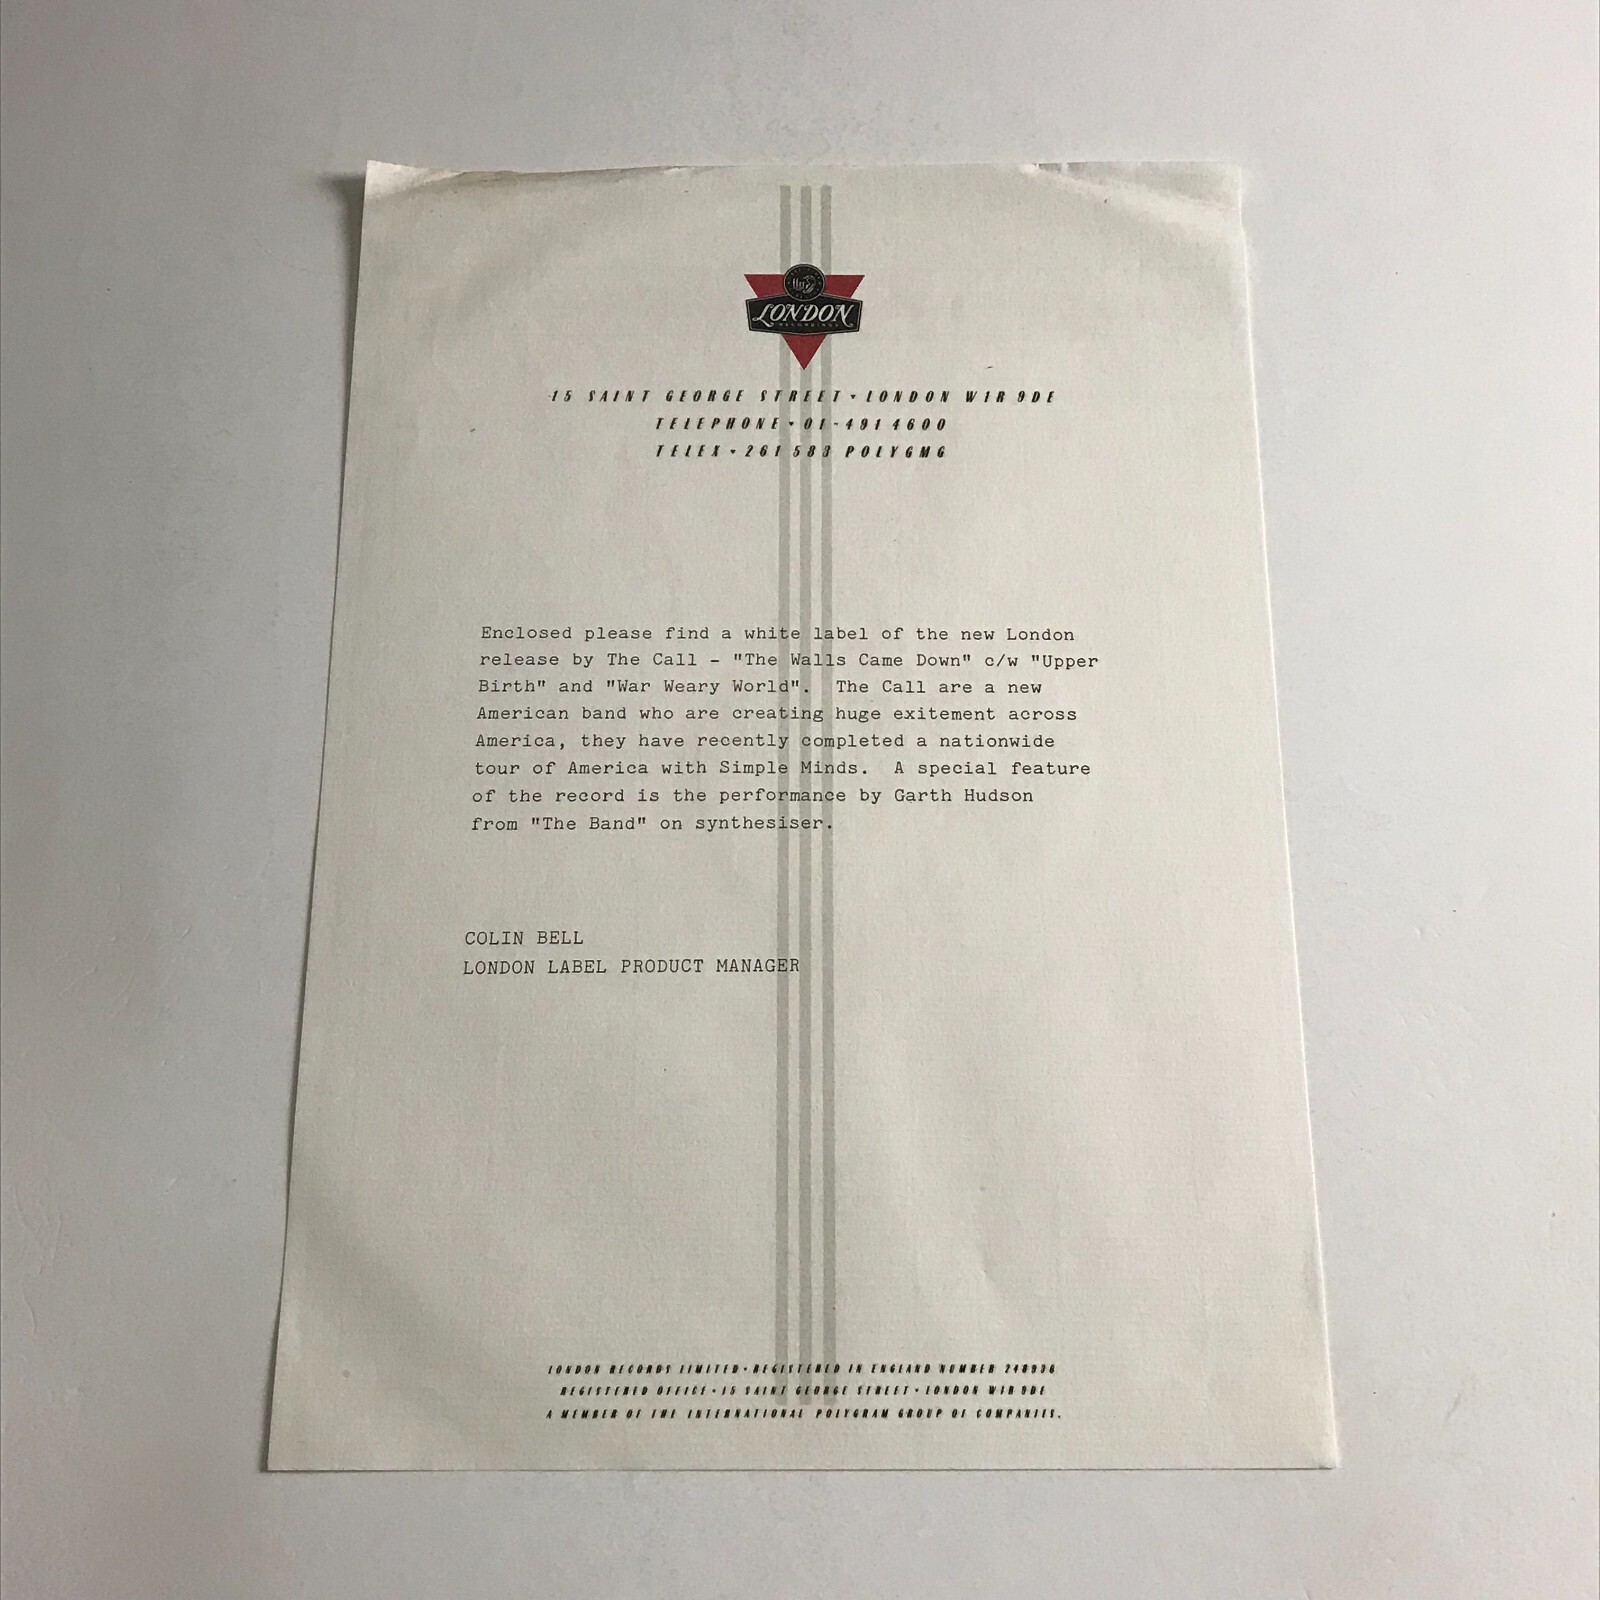 LONDON
RECORDINGS
15 SAINT GEORGE STREET • LONDON W1R 9DE
TELEPHONE • 01-491 4600
TELEX • 261 583 POLYGMG
Enclosed please find a white label of the new London
release by The Call - "The Walls Came Down" c/w "Upper
Birth" and "War Weary World".  The Call are a new
American band who are creating huge exitement across
America, they have recently completed a nationwide
tour of America with Simple Minds.  A special feature
of the record is the performance by Garth Hudson
from "The Band" on synthesiser.
COLIN BELL
LONDON LABEL PRODUCT MANAGER
LONDON RECORDS LIMITED • REGISTERED IN ENGLAND NUMBER 248936
REGISTERED OFFICE • 15 SAINT GEORGE STREET • LONDON W1R 9DE
A MEMBER OF THE INTERNATIONAL POLYGRAM GROUP OF COMPANIES.